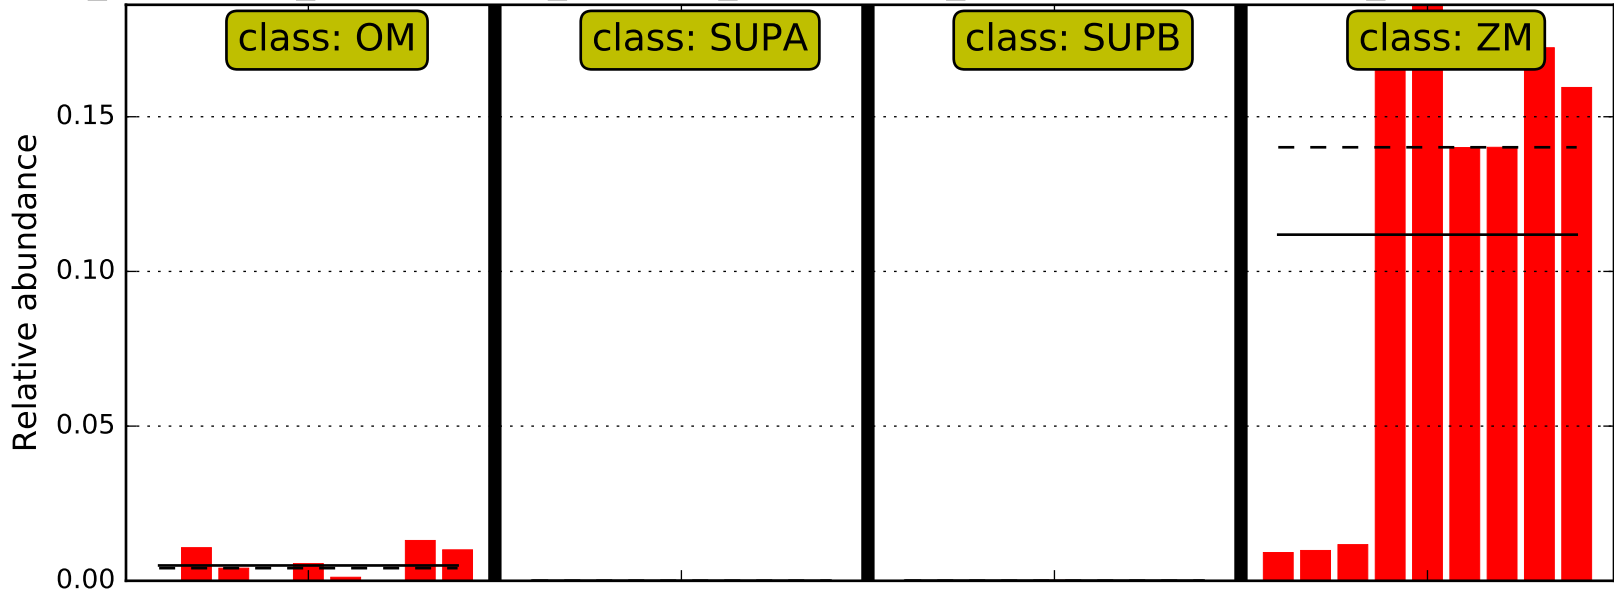 class: OM
class: SUPA
class: SUPB
class: ZM
Relative abundance
0.15
0.10
0.05
0.00